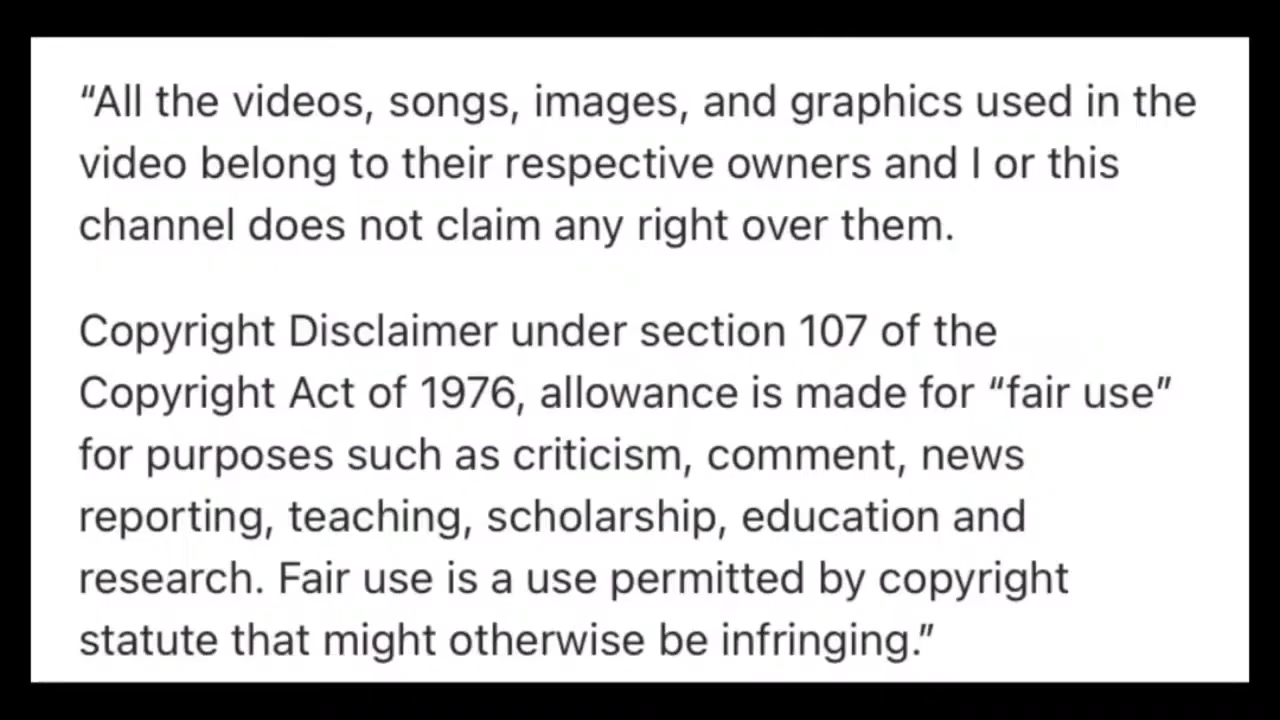 “All the videos, songs, images, and graphics used in the
video belong to their respective owners and I or this
channel does not claim any right over them.
Copyright Disclaimer under section 107 of the
Copyright Act of 1976, allowance is made for “fair use”
for purposes such as criticism, comment, news
reporting, teaching, scholarship, education and
research. Fair use is a use permitted by copyright
statute that might otherwise be infringing.”